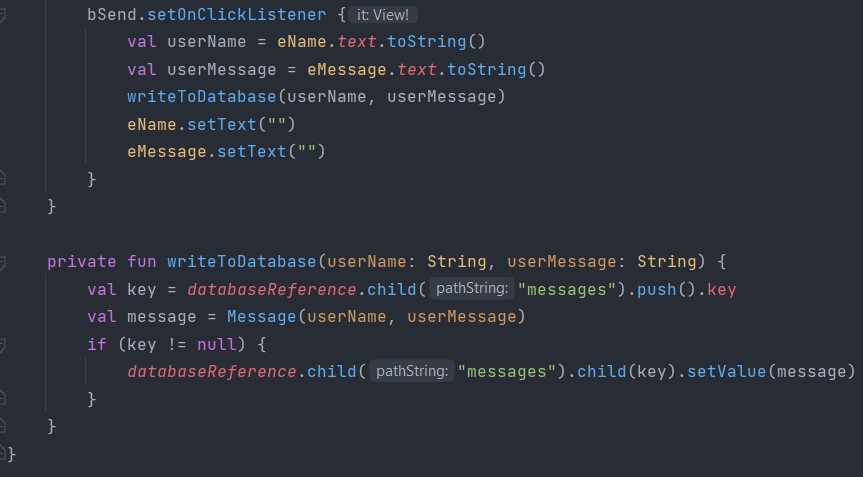 bSend.setOnClickListener { it: View!
val userName = eName.text.toString()
val userMessage = eMessage.text.toString()
writeToDatabase(userName, userMessage)
eName.setText("")
eMessage.setText("")
}
}
private fun writeToDatabase(userName: String, userMessage: String) {
val key = databaseReference.child( pathString: "messages").push().key
val message = Message(userName, userMessage)
if (key != null) {
databaseReference.child( pathString: "messages").child(key).setValue(message)
}
}
}